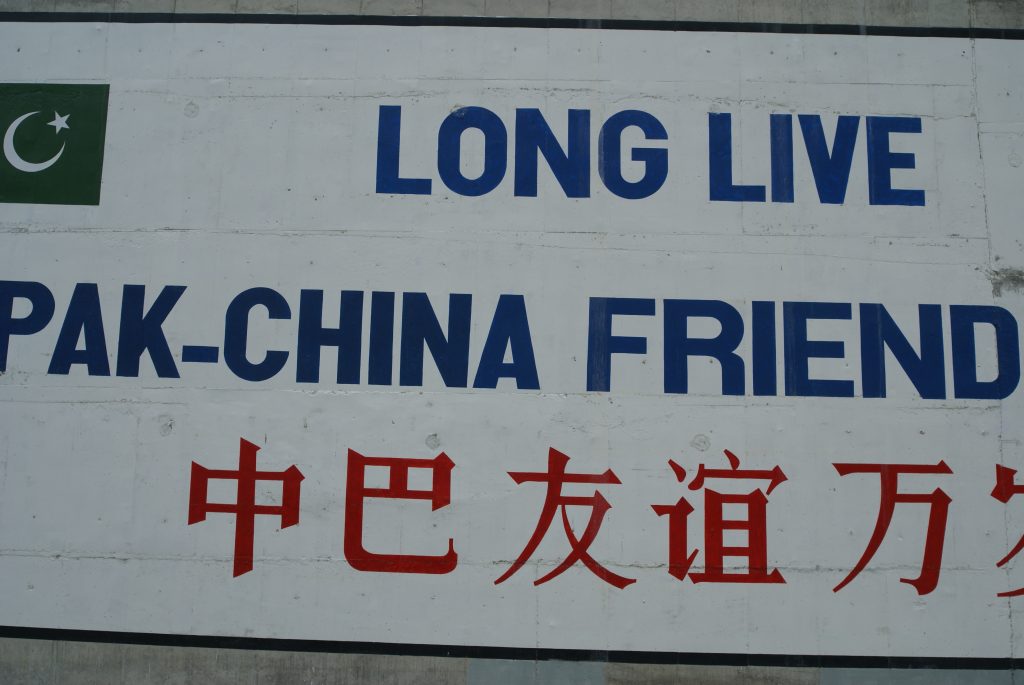 LONG LIVE
PAK-CHINA FRIEND
中巴友谊万